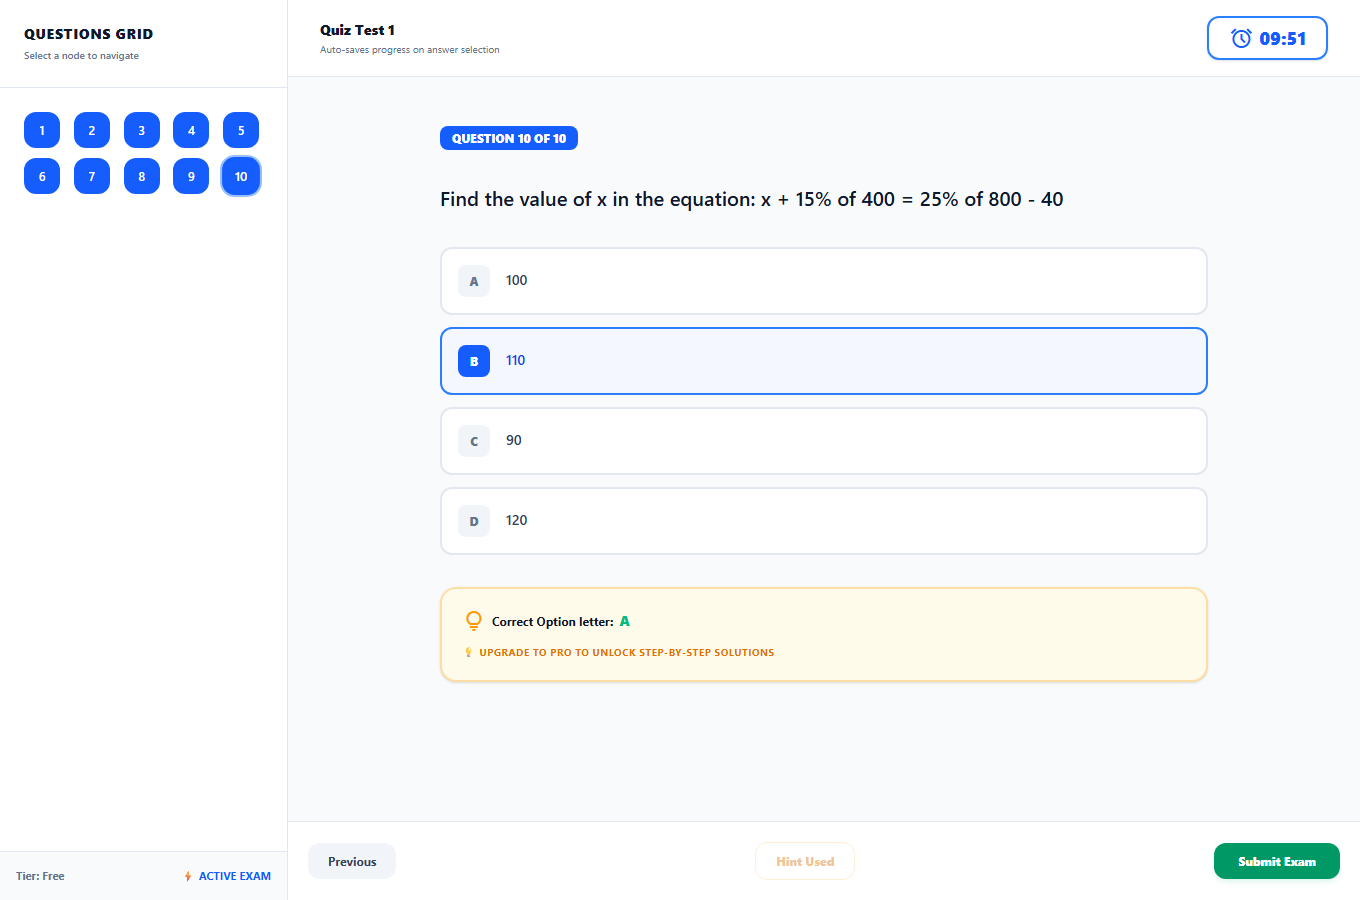 QUESTIONS GRID
Select a node to navigate
1 2 3 4 5
6 7 8 9 10
Tier: Free
ACTIVE EXAM
Quiz Test 1
Auto-saves progress on answer selection
09:51
QUESTION 10 OF 10
Find the value of x in the equation: x + 15% of 400 = 25% of 800 - 40
A 100
B 110
C 90
D 120
Correct Option letter: A
UPGRADE TO PRO TO UNLOCK STEP-BY-STEP SOLUTIONS
Previous
Hint Used
Submit Exam